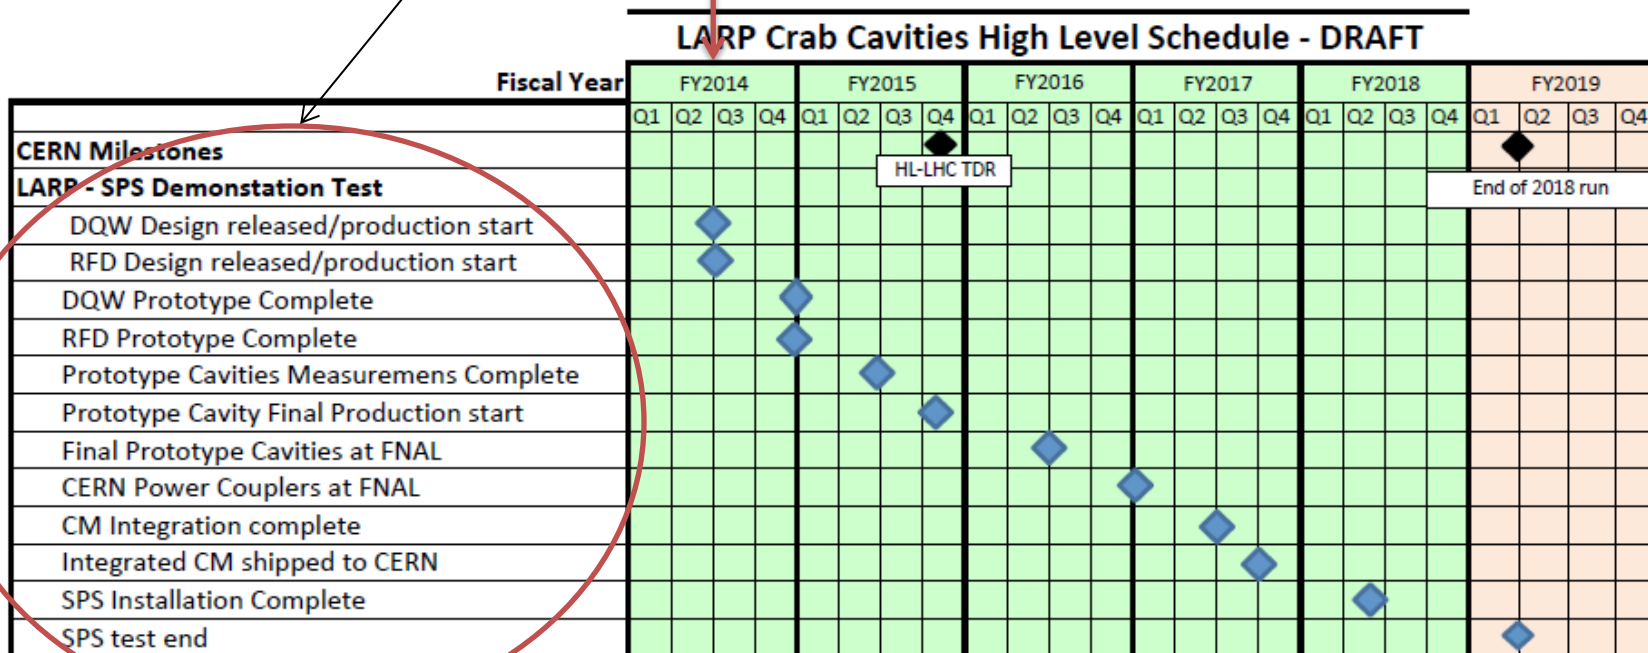 LARP Crab Cavities High Level Schedule - DRAFT
Fiscal Year FY2014 FY2015 FY2016 FY2017 FY2018 FY2019
Q1 Q2 Q3 Q4 Q1 Q2 Q3 Q4 Q1 Q2 Q3 Q4 Q1 Q2 Q3 Q4 Q1 Q2 Q3 Q4 Q1 Q2 Q3 Q4
CERN Milestones
HL-LHC TDR
LARP - SPS Demonstation Test
End of 2018 run
DQW Design released/production start
RFD Design released/production start
DQW Prototype Complete
RFD Prototype Complete
Prototype Cavities Measuremens Complete
Prototype Cavity Final Production start
Final Prototype Cavities at FNAL
CERN Power Couplers at FNAL
CM Integration complete
Integrated CM shipped to CERN
SPS Installation Complete
SPS test end